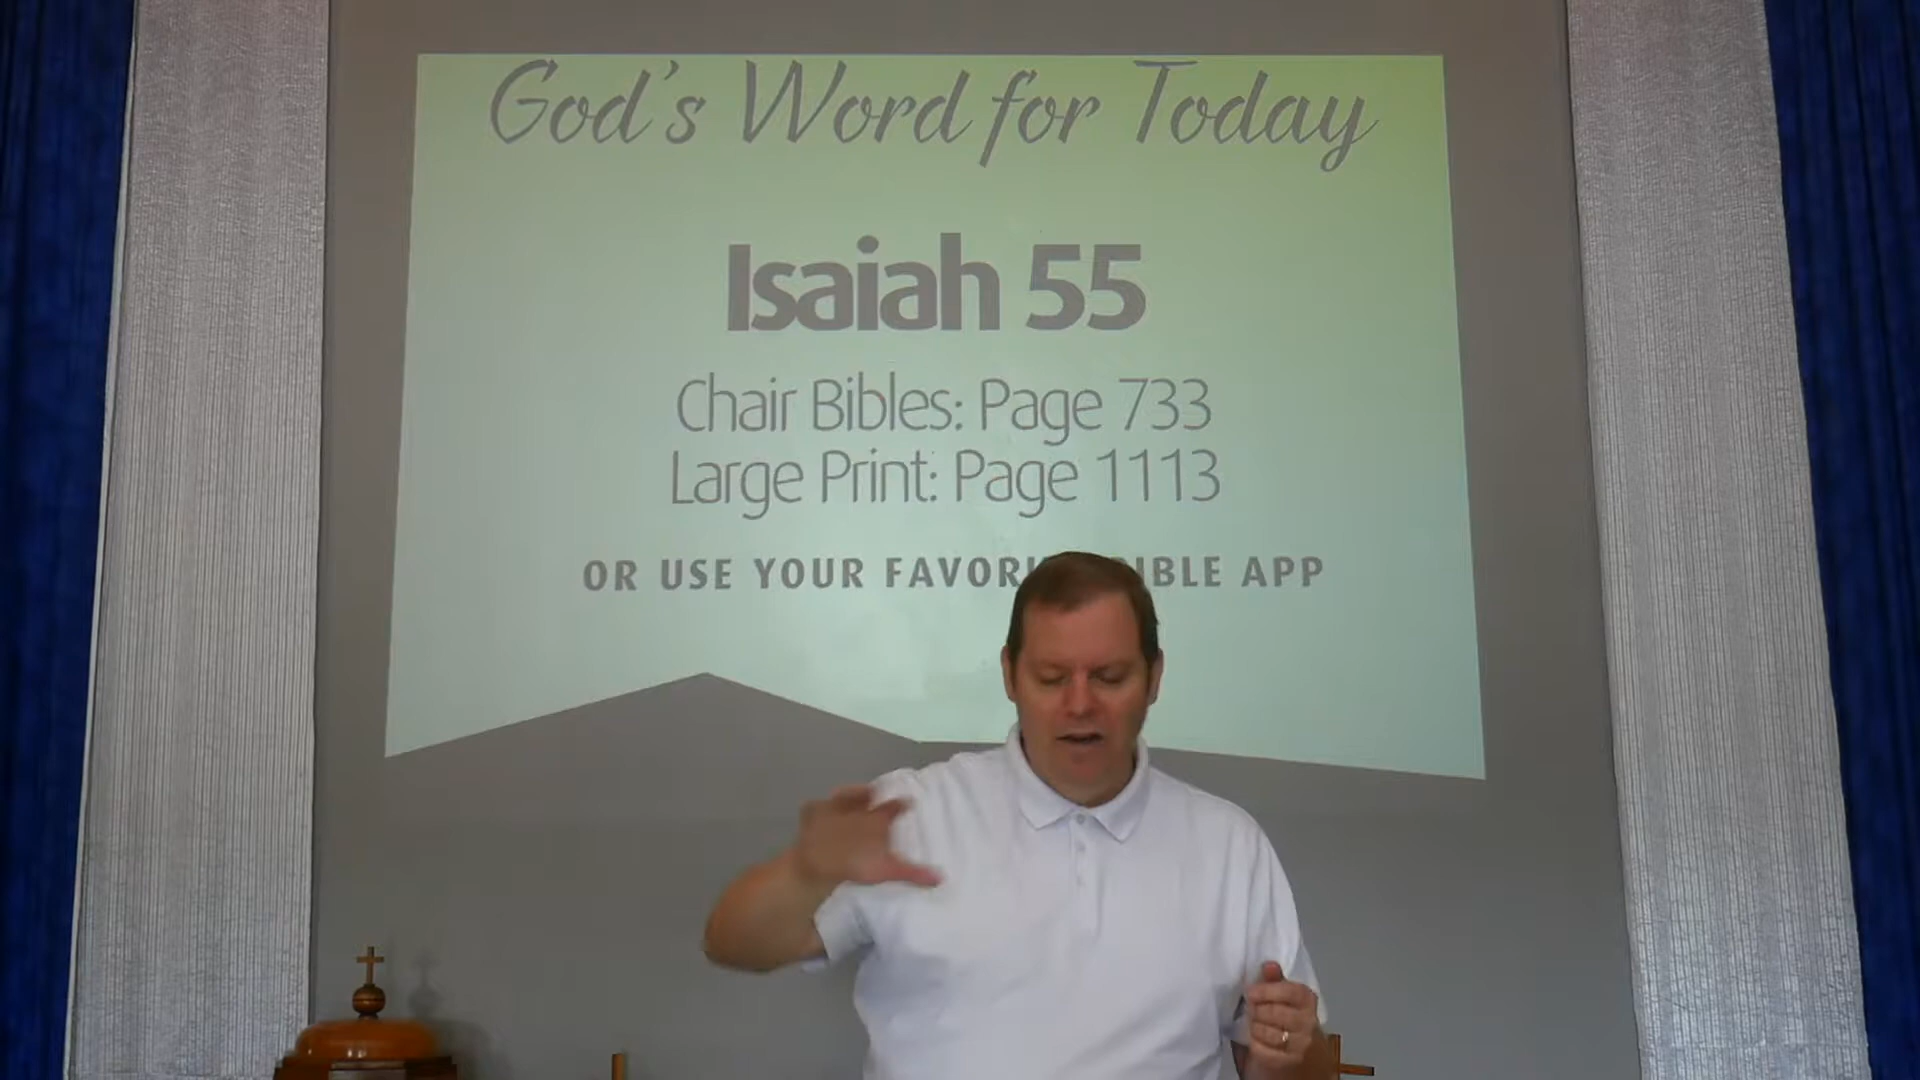 God's Word for Today
Isaiah 55
Chair Bibles: Page 733
Large Print: Page 1113
OR USE YOUR APP